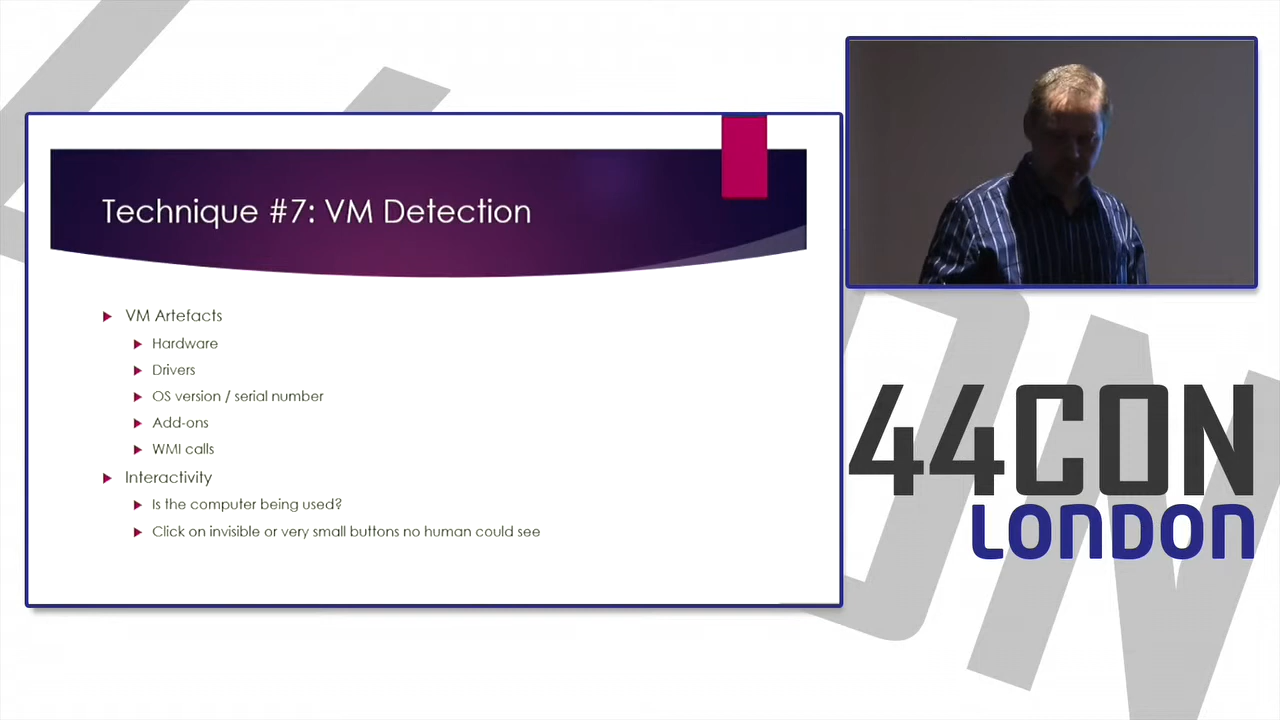 Technique #7: VM Detection
VM Artefacts
Hardware
Drivers
OS version / serial number
Add-ons
WMI calls
Interactivity
Is the computer being used?
Click on invisible or very small buttons no human could see
44CON
LONDON